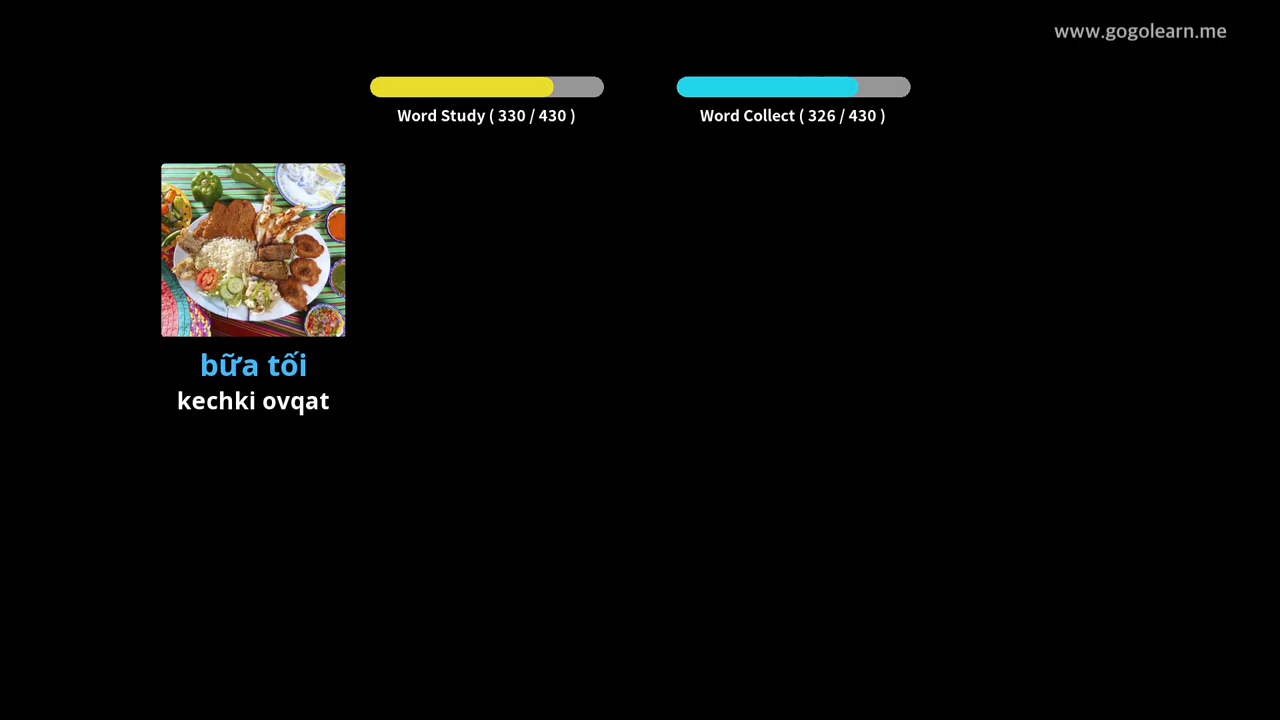 www.gogolearn.me
Word Study ( 330 / 430 )
Word Collect ( 326 / 430 )
bữa tối
kechki ovqat